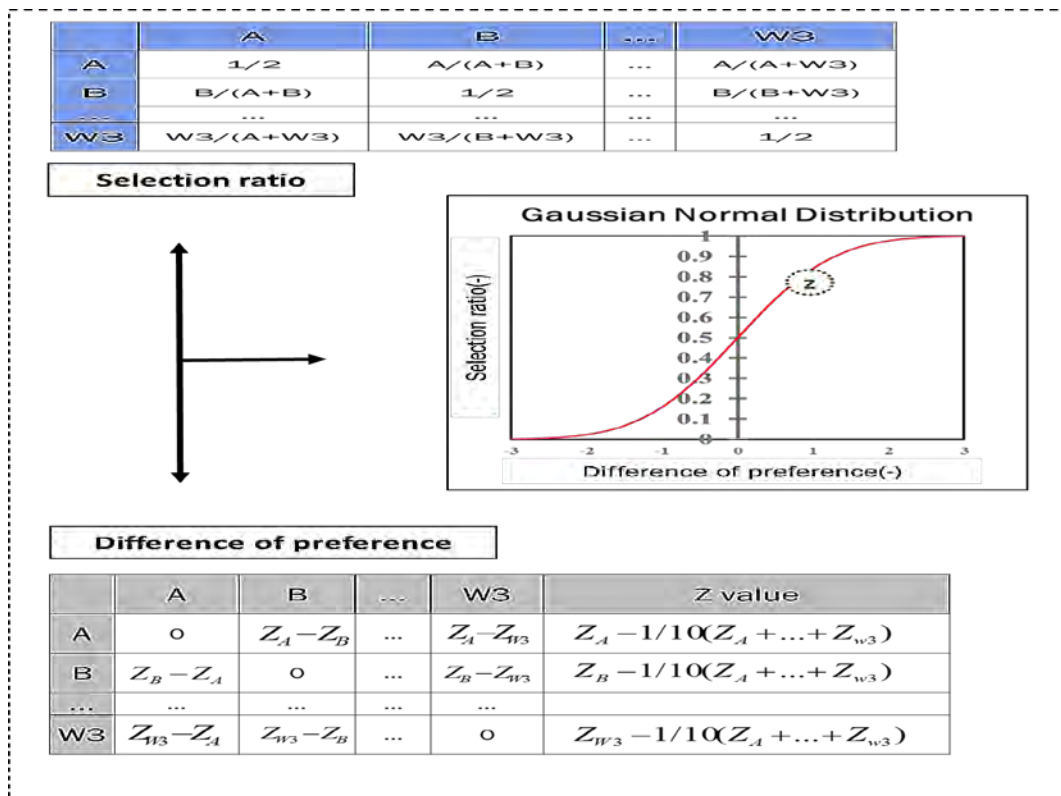 A B ... W3
A 1/2 A/(A+B) ... A/(A+W3)
B B/(A+B) 1/2 ... B/(B+W3)
... ... ... ... ...
W3 W3/(A+W3) W3/(B+W3) ... 1/2
Selection ratio
Gaussian Normal Distribution
Selection ratio(-)
1
0.9
0.8
0.7
0.6
0.5
0.4
0.3
0.2
0.1
0
z
-3 -2 -1 0 1 2 3
Difference of preference(-)
Difference of preference
A B ... W3 Z value
A 0 Z_A-Z_B ... Z_A-Z_W3 Z_A-1/10(Z_A+...+Z_w3)
B Z_B-Z_A 0 ... Z_B-Z_W3 Z_B-1/10(Z_A+...+Z_w3)
... ... ... ... ...
W3 Z_W3-Z_A Z_W3-Z_B ... 0 Z_W3-1/10(Z_A+...+Z_w3)